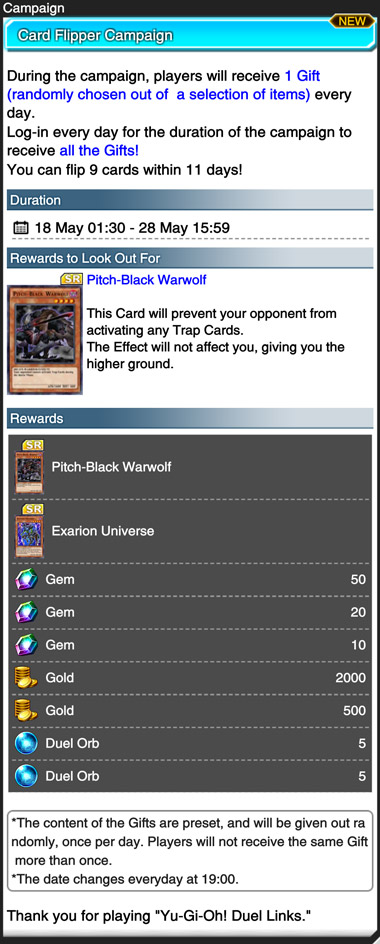 Campaign
NEW
Card Flipper Campaign
During the campaign, players will receive 1 Gift
(randomly chosen out of a selection of items) every
day.
Log-in every day for the duration of the campaign to
receive all the Gifts!
You can flip 9 cards within 11 days!
Duration
18 May 01:30 - 28 May 15:59
Rewards to Look Out For
SR
Pitch-Black Warwolf
PITCH-BLACK WARWOLF
This Card will prevent your opponent from
activating any Trap Cards.
The Effect will not affect you, giving you the
higher ground.
Rewards
SR
Pitch-Black Warwolf
SR
Exarion Universe
Gem 50
Gem 20
Gem 10
Gold 2000
Gold 500
Duel Orb 5
Duel Orb 5
*The content of the Gifts are preset, and will be given out ra
ndomly, once per day. Players will not receive the same Gift
more than once.
*The date changes everyday at 19:00.
Thank you for playing "Yu-Gi-Oh! Duel Links."